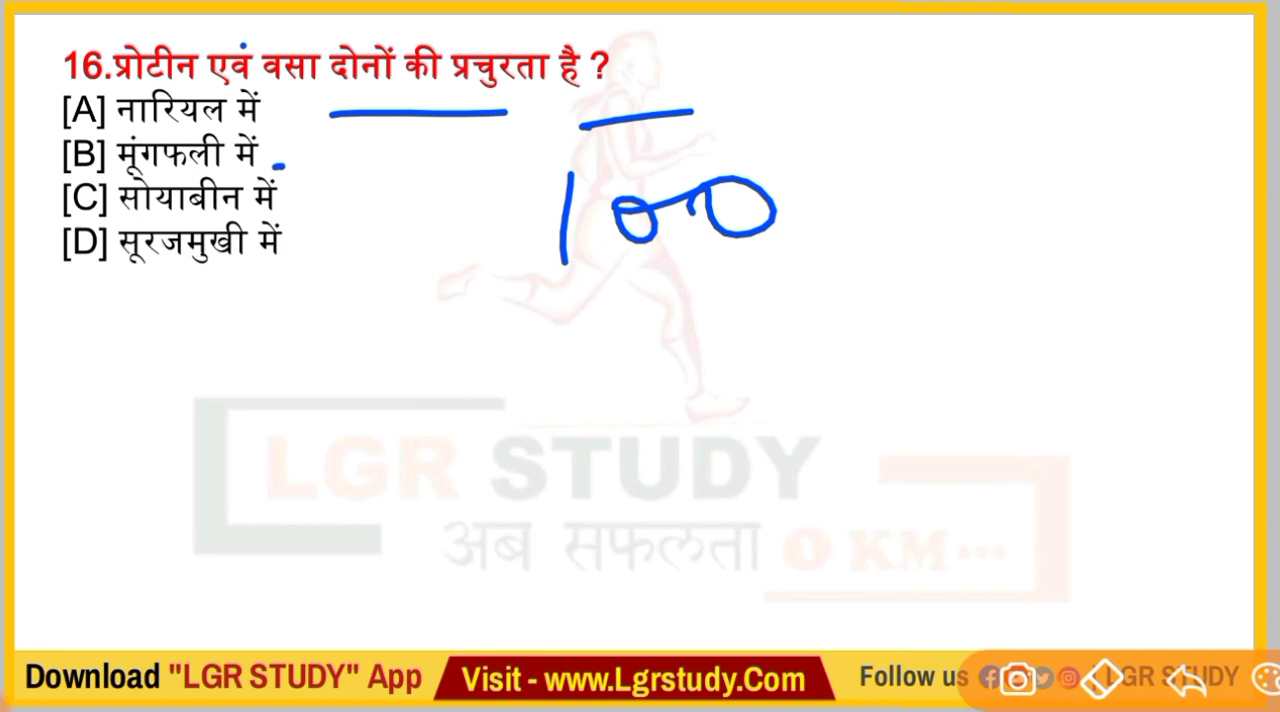 16.प्रोटीन एवं वसा दोनों की प्रचुरता है ?
[A] नारियल में
[B] मूंगफली में
[C] सोयाबीन में
[D] सूरजमुखी में
100
LGR STUDY
अब सफलता 0 KM...
Download "LGR STUDY" App
Visit - www.Lgrstudy.Com
Follow us
LGR STUDY